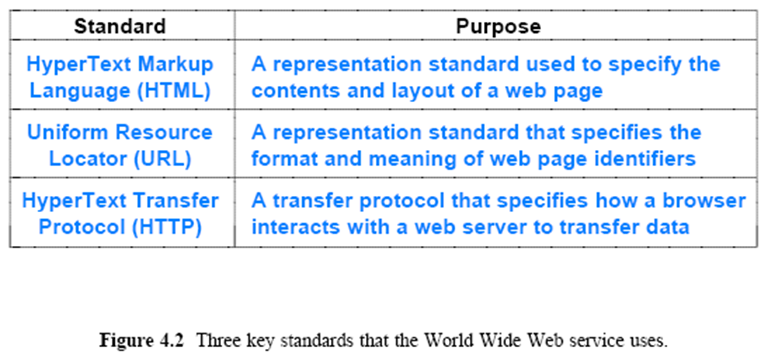 Standard Purpose
HyperText Markup A representation standard used to specify the
Language (HTML) contents and layout of a web page
Uniform Resource A representation standard that specifies the
Locator (URL) format and meaning of web page identifiers
HyperText Transfer A transfer protocol that specifies how a browser
Protocol (HTTP) interacts with a web server to transfer data
Figure 4.2 Three key standards that the World Wide Web service uses.